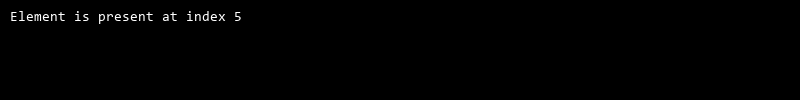 Element is present at index 5